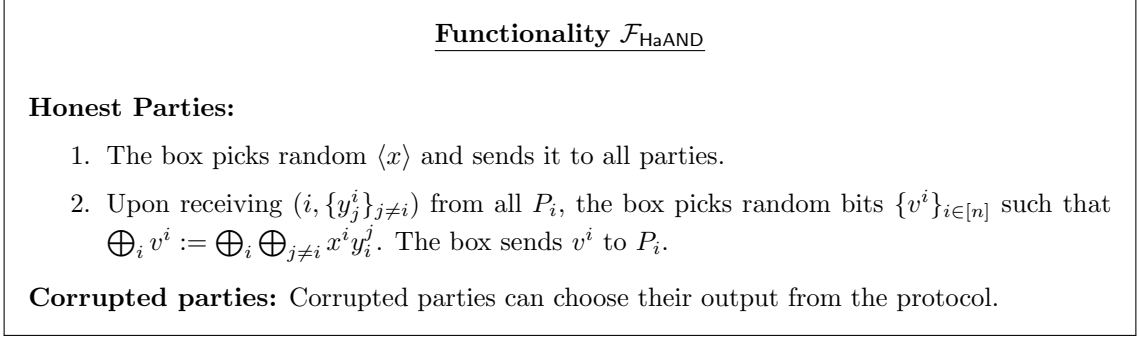 Functionality $\mathcal{F}_{\mathsf{HaAND}}$
Honest Parties:
1. The box picks random ⟨x⟩ and sends it to all parties.
2. Upon receiving $(i, \{y^i_j\}_{j \neq i})$ from all $P_i$, the box picks random bits $\{v^i\}_{i \in [n]}$ such that
$\bigoplus_i v^i := \bigoplus_i \bigoplus_{j \neq i} x^i y^j_i$. The box sends $v^i$ to $P_i$.
Corrupted parties: Corrupted parties can choose their output from the protocol.